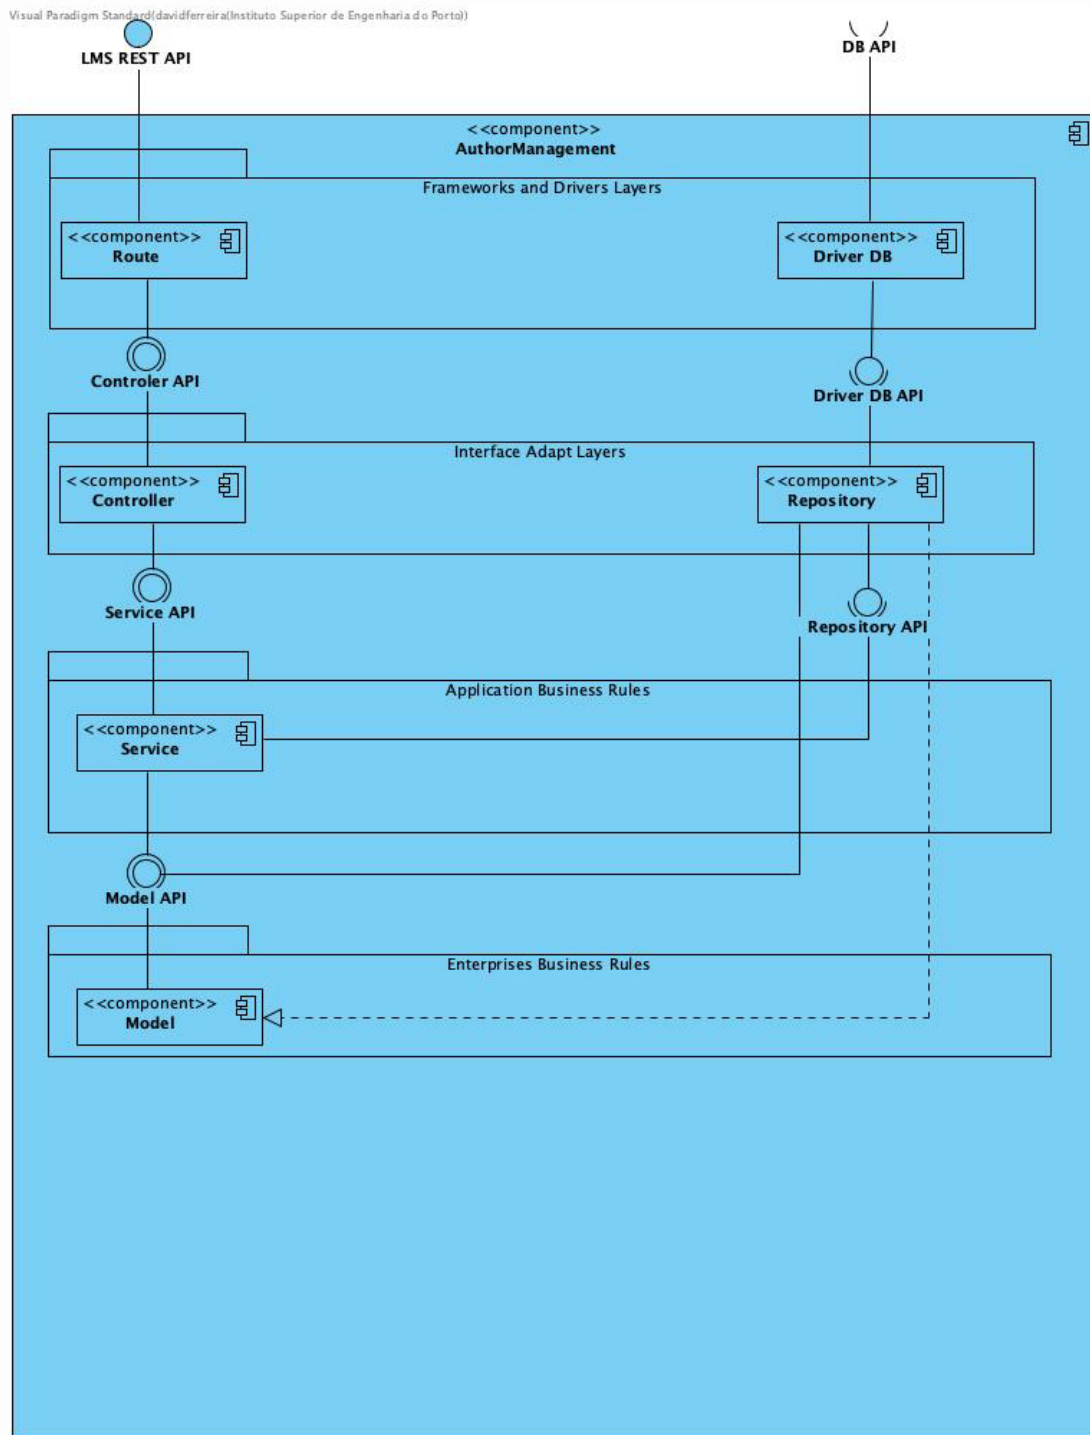 Visual Paradigm Standard(davidferreira(Instituto Superior de Engenharia do Porto))
LMS REST API
DB API
<<component>>
AuthorManagement
Frameworks and Drivers Layers
<<component>>
Route
<<component>>
Driver DB
Controler API
Driver DB API
Interface Adapt Layers
<<component>>
Controller
<<component>>
Repository
Service API
Repository API
Application Business Rules
<<component>>
Service
Model API
Enterprises Business Rules
<<component>>
Model